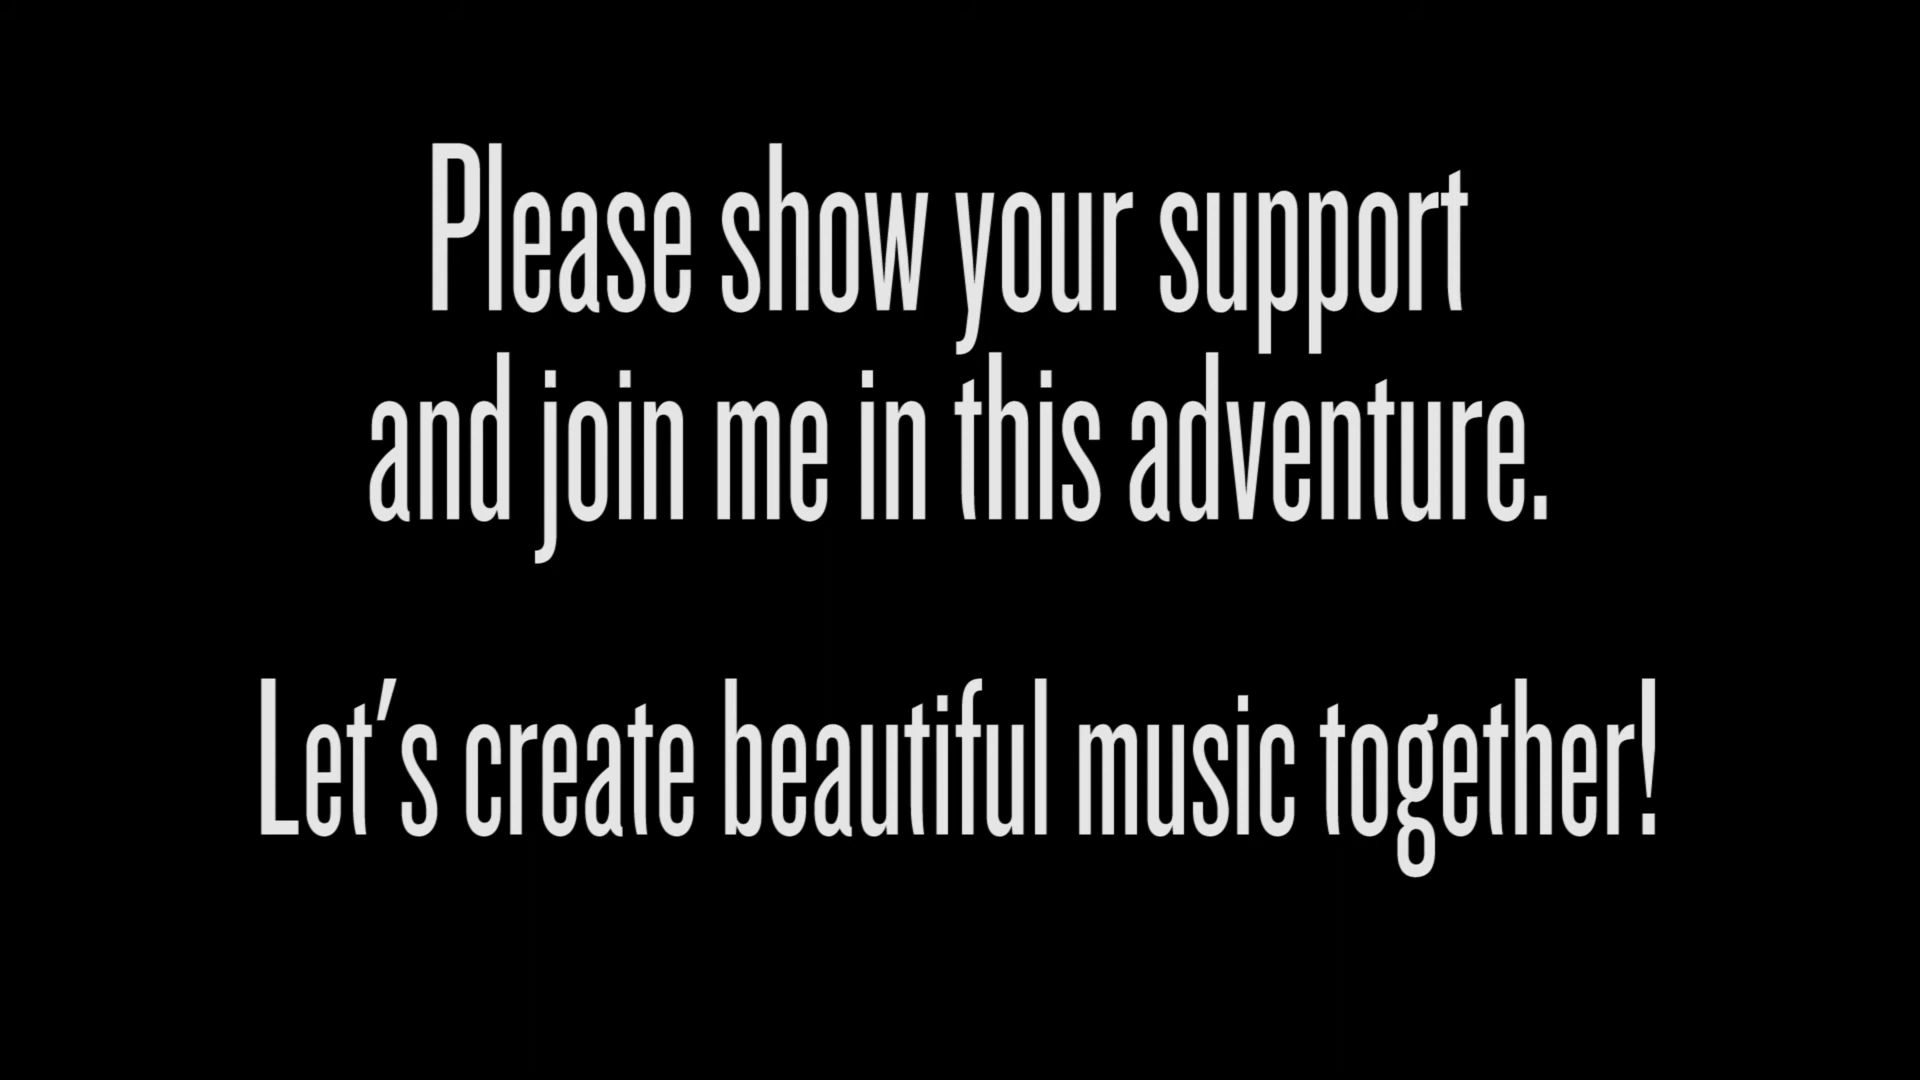 Please show your support
and join me in this adventure.
Let's create beautiful music together!